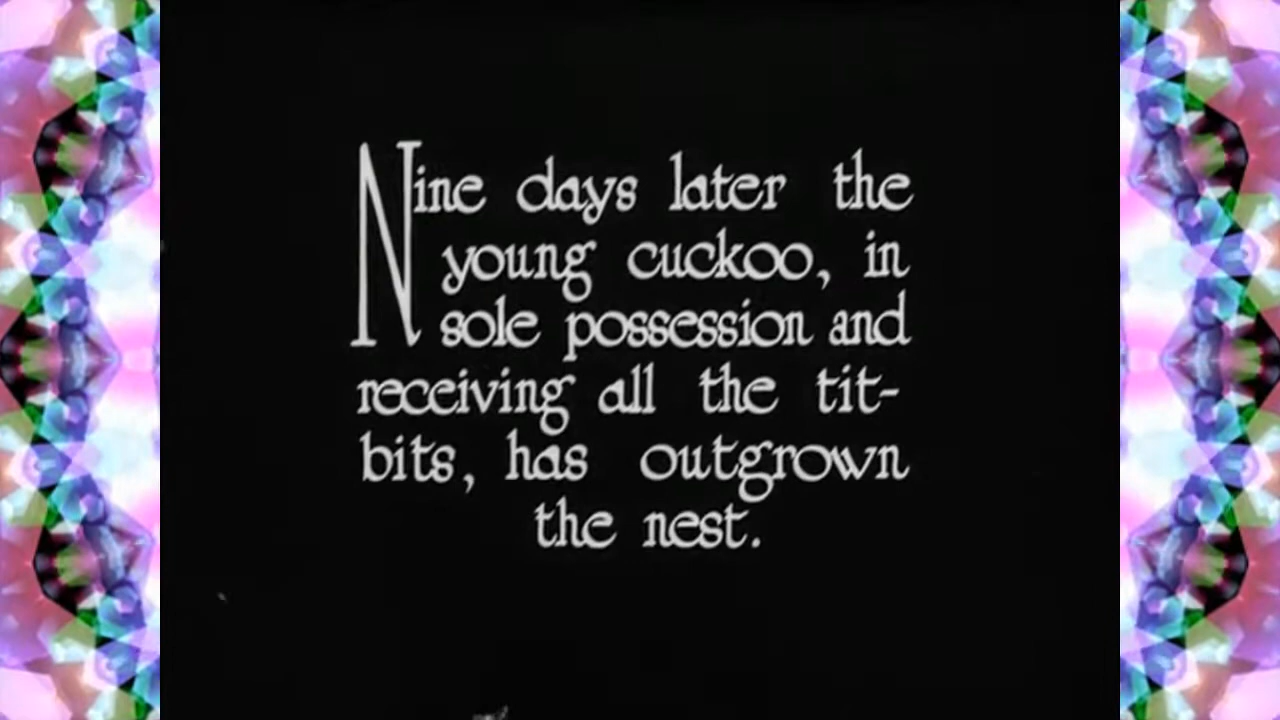 Nine days later the
young cuckoo, in
sole possession and
receiving all the tit-
bits, has outgrown
the nest.